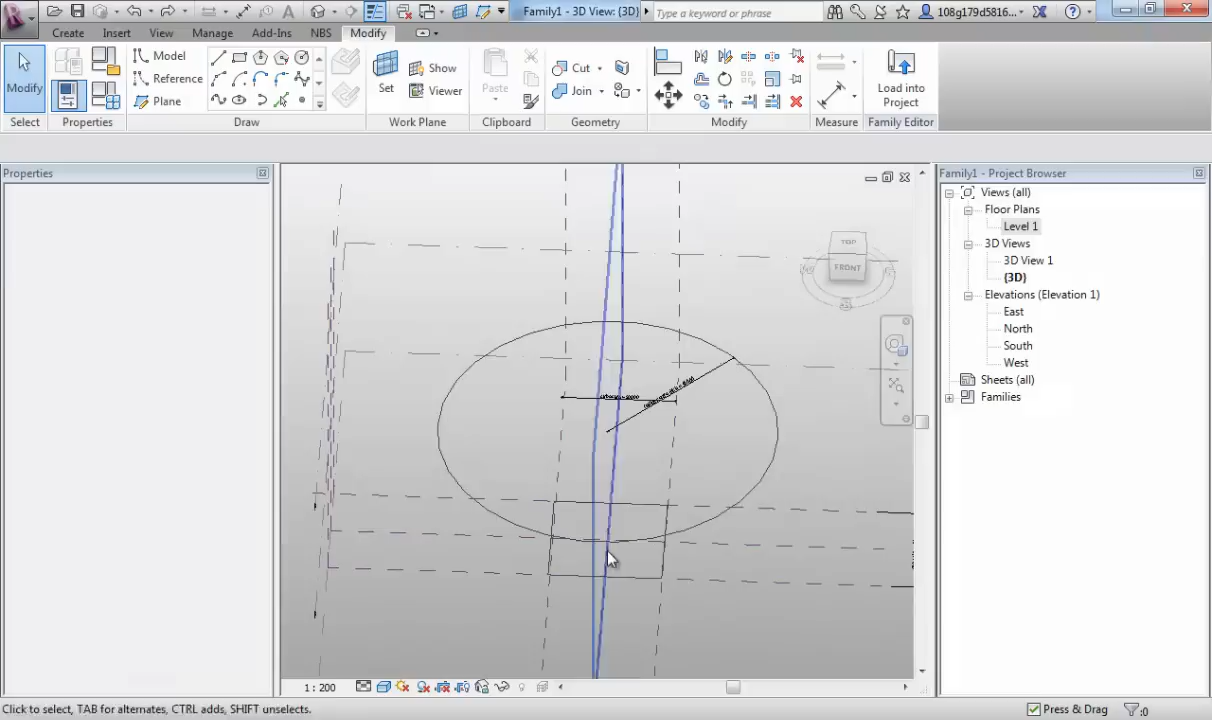 Family1 - 3D View: {3D}
Type a keyword or phrase
108g179d5816...
Create
Insert
View
Manage
Add-Ins
NBS
Modify
Modify
Model
Reference
Plane
Set
Show
Viewer
Paste
Cut
Join
Load into
Project
Select
Properties
Draw
Work Plane
Clipboard
Geometry
Modify
Measure
Family Editor
Properties
TOP
FRONT
Family1 - Project Browser
Views (all)
Floor Plans
Level 1
3D Views
3D View 1
{3D}
Elevations (Elevation 1)
East
North
South
West
Sheets (all)
Families
1 : 200
Click to select, TAB for alternates, CTRL adds, SHIFT unselects.
Press & Drag
:0